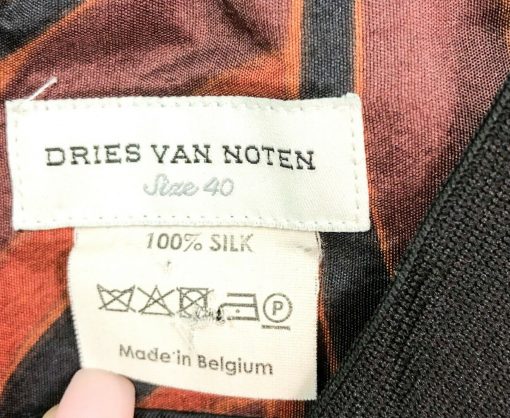 DRIES VAN NOTEN
Size 40
100% SILK
P
Made in Belgium